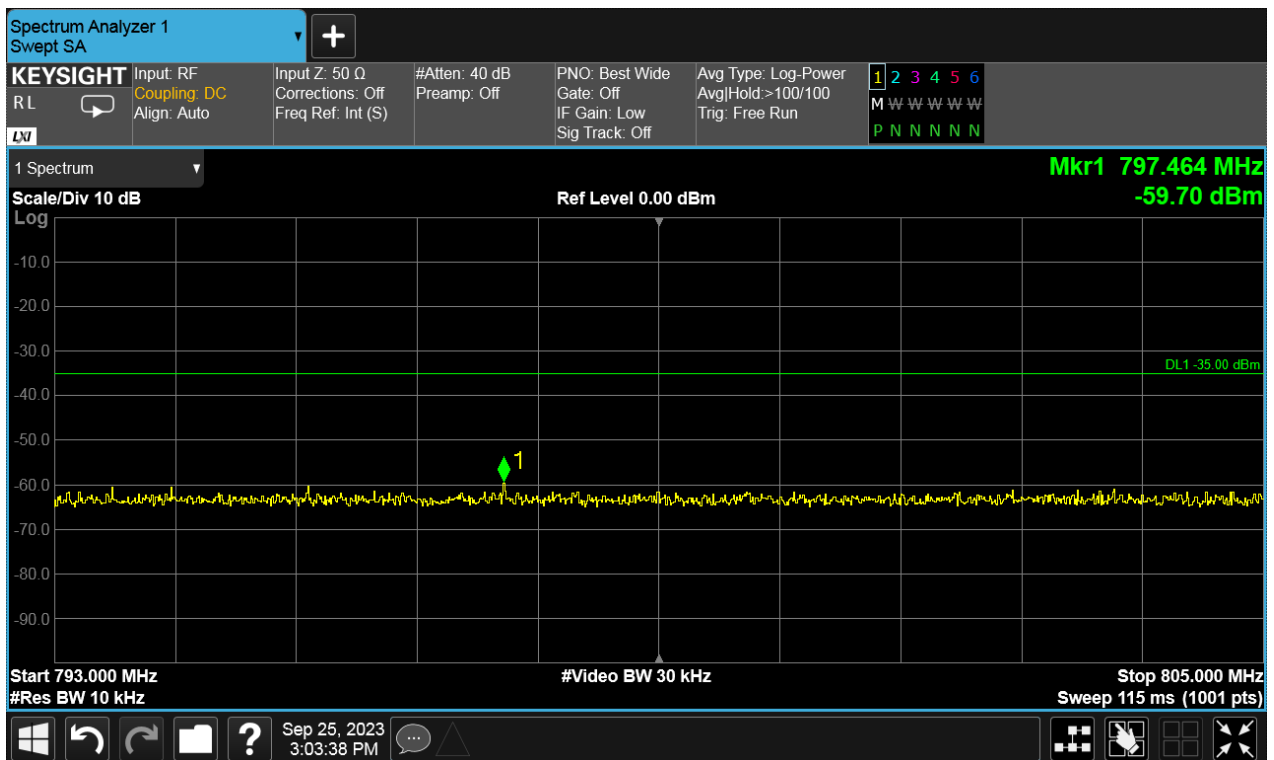 Spectrum Analyzer 1
Swept SA
+
KEYSIGHT
R L
LXI
Input: RF
Coupling: DC
Align: Auto
Input Z: 50 Ω
Corrections: Off
Freq Ref: Int (S)
#Atten: 40 dB
Preamp: Off
PNO: Best Wide
Gate: Off
IF Gain: Low
Sig Track: Off
Avg Type: Log-Power
Avg|Hold:>100/100
Trig: Free Run
1 2 3 4 5 6
M W W W W W
P N N N N N
1 Spectrum
Mkr1 797.464 MHz
-59.70 dBm
Scale/Div 10 dB
Ref Level 0.00 dBm
Log
-10.0
-20.0
-30.0
DL1 -35.00 dBm
-40.0
-50.0
1
-60.0
-70.0
-80.0
-90.0
Start 793.000 MHz
#Video BW 30 kHz
Stop 805.000 MHz
#Res BW 10 kHz
Sweep 115 ms (1001 pts)
?
Sep 25, 2023
3:03:38 PM